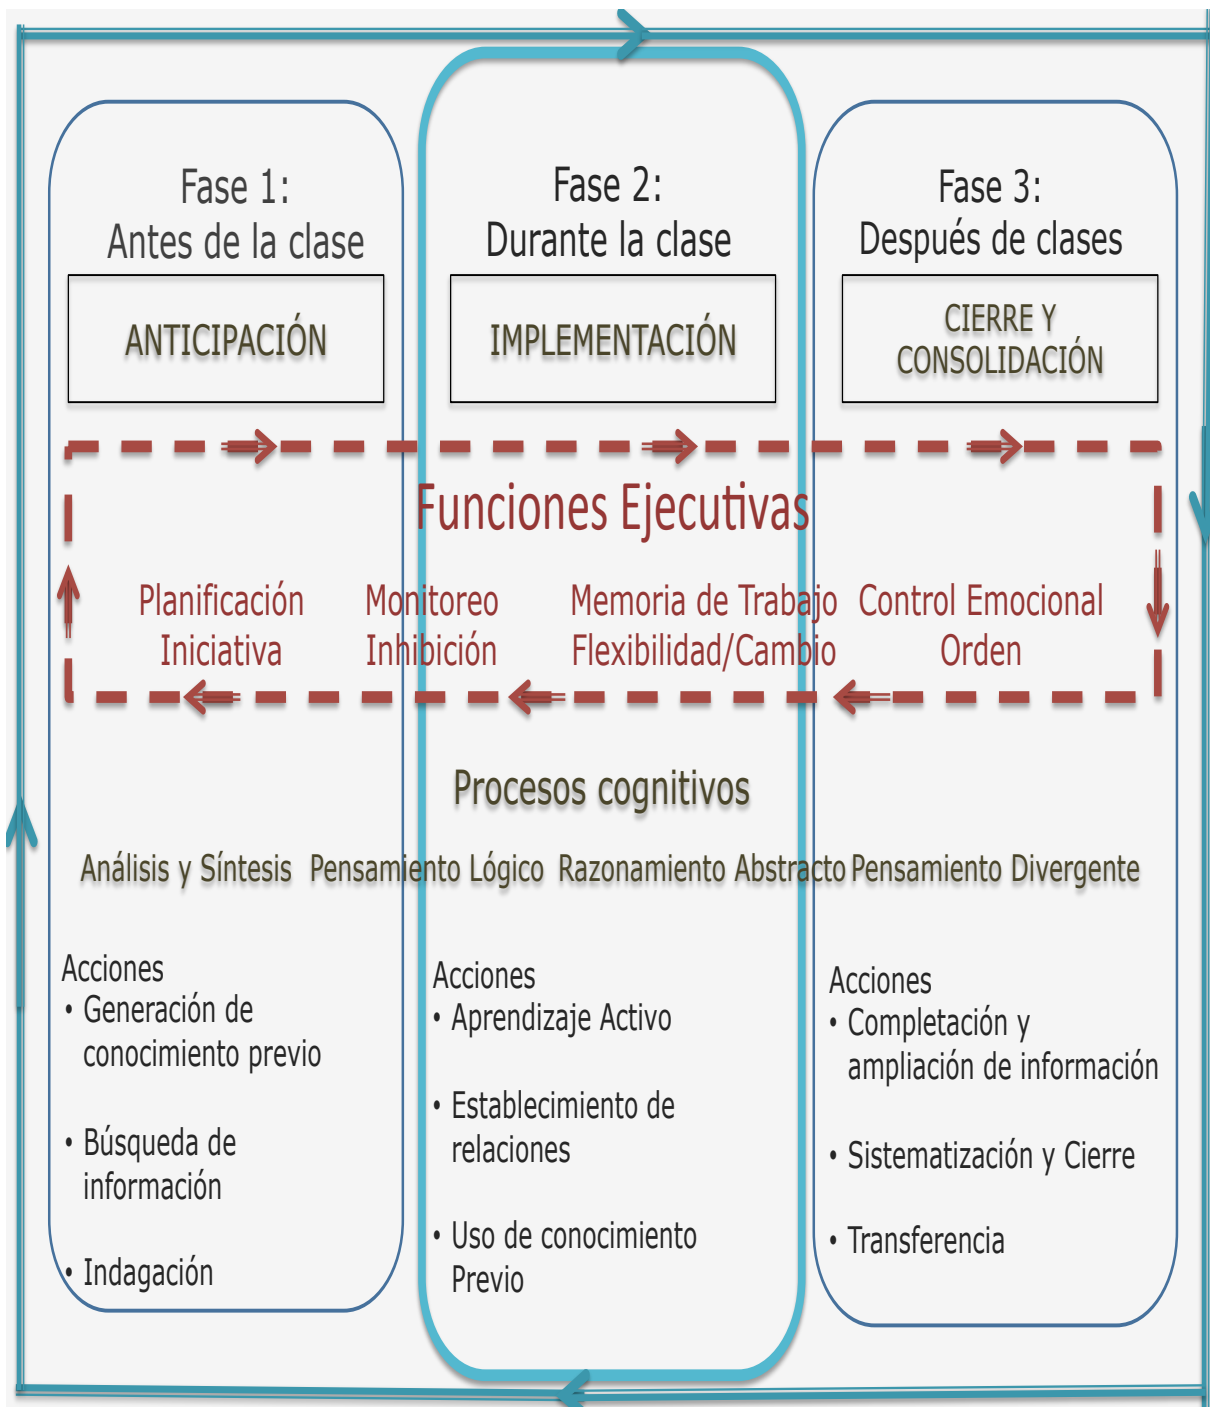 Fase 1:
Antes de la clase
ANTICIPACIÓN
Fase 2:
Durante la clase
IMPLEMENTACIÓN
Fase 3:
Después de clases
CIERRE Y
CONSOLIDACIÓN
Funciones Ejecutivas
Planificación
Iniciativa
Monitoreo
Inhibición
Memoria de Trabajo
Flexibilidad/Cambio
Control Emocional
Orden
Procesos cognitivos
Análisis y Síntesis
Pensamiento Lógico
Razonamiento Abstracto
Pensamiento Divergente
Acciones
• Generación de
conocimiento previo
• Búsqueda de
información
• Indagación
Acciones
• Aprendizaje Activo
• Establecimiento de
relaciones
• Uso de conocimiento
Previo
Acciones
• Completación y
ampliación de información
• Sistematización y Cierre
• Transferencia